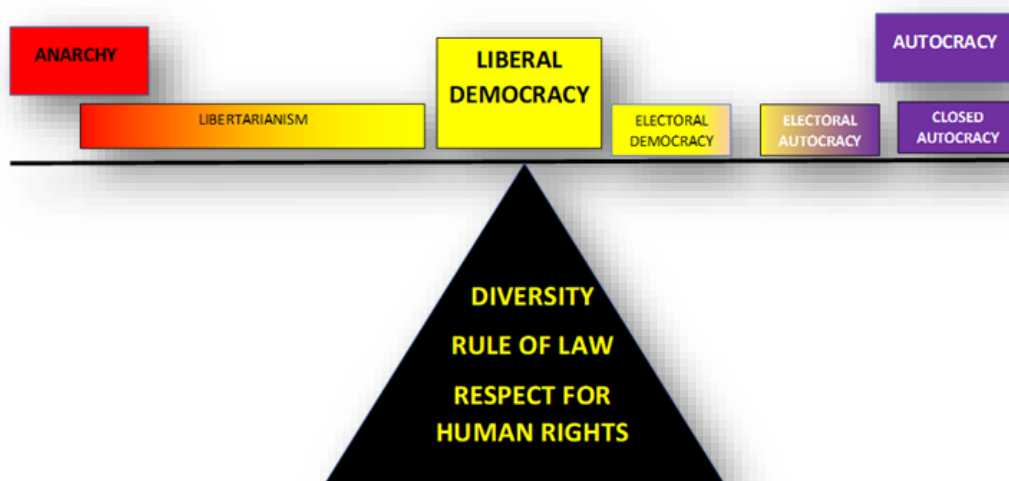 ANARCHY
LIBERTARIANISM
LIBERAL
DEMOCRACY
ELECTORAL
DEMOCRACY
ELECTORAL
AUTOCRACY
AUTOCRACY
CLOSED
AUTOCRACY
DIVERSITY
RULE OF LAW
RESPECT FOR
HUMAN RIGHTS